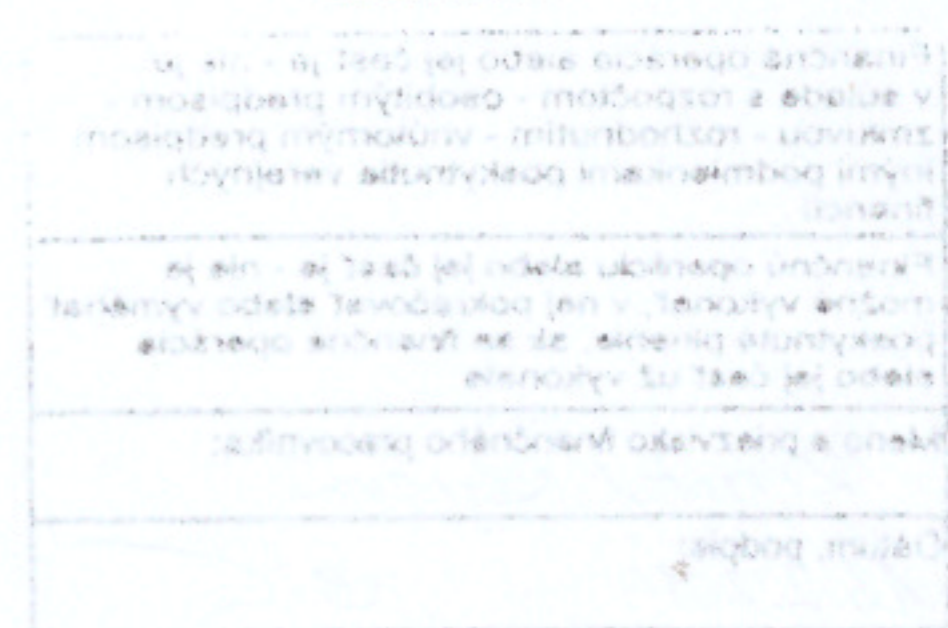 Finančná operácia alebo jej časť je - nie je
v súlade s rozpočtom - osobitým predpisom -
zmluvou - rozhodnutím - vnútorným predpisom
inými podmienkami poskytnutia verejných
financií
Finančnú operáciu alebo jej časť je - nie je
možné vykonať, v nej pokračovať alebo vymáhať
poskytnuté plnenie, ak sa finančná operácia
alebo jej časť už vykonala
Meno a priezvisko finančného pracovníka:
Dátum, podpis: